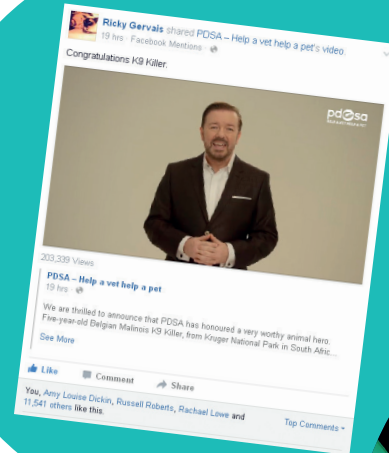 Ricky Gervais shared PDSA – Help a vet help a pet's video.
19 hrs · Facebook Mentions ·
Congratulations K9 Killer.
pdsa
203,339 Views
PDSA – Help a vet help a pet
19 hrs ·
We are thrilled to announce that PDSA has honoured a very worthy animal hero:
Five-year-old Belgian Malinois K9 Killer, from Kruger National Park in South Afric...
See More
Like Comment Share
You, Amy Louise Dickin, Russell Roberts, Rachael Lowe and
11,541 others like this.
Top Comments